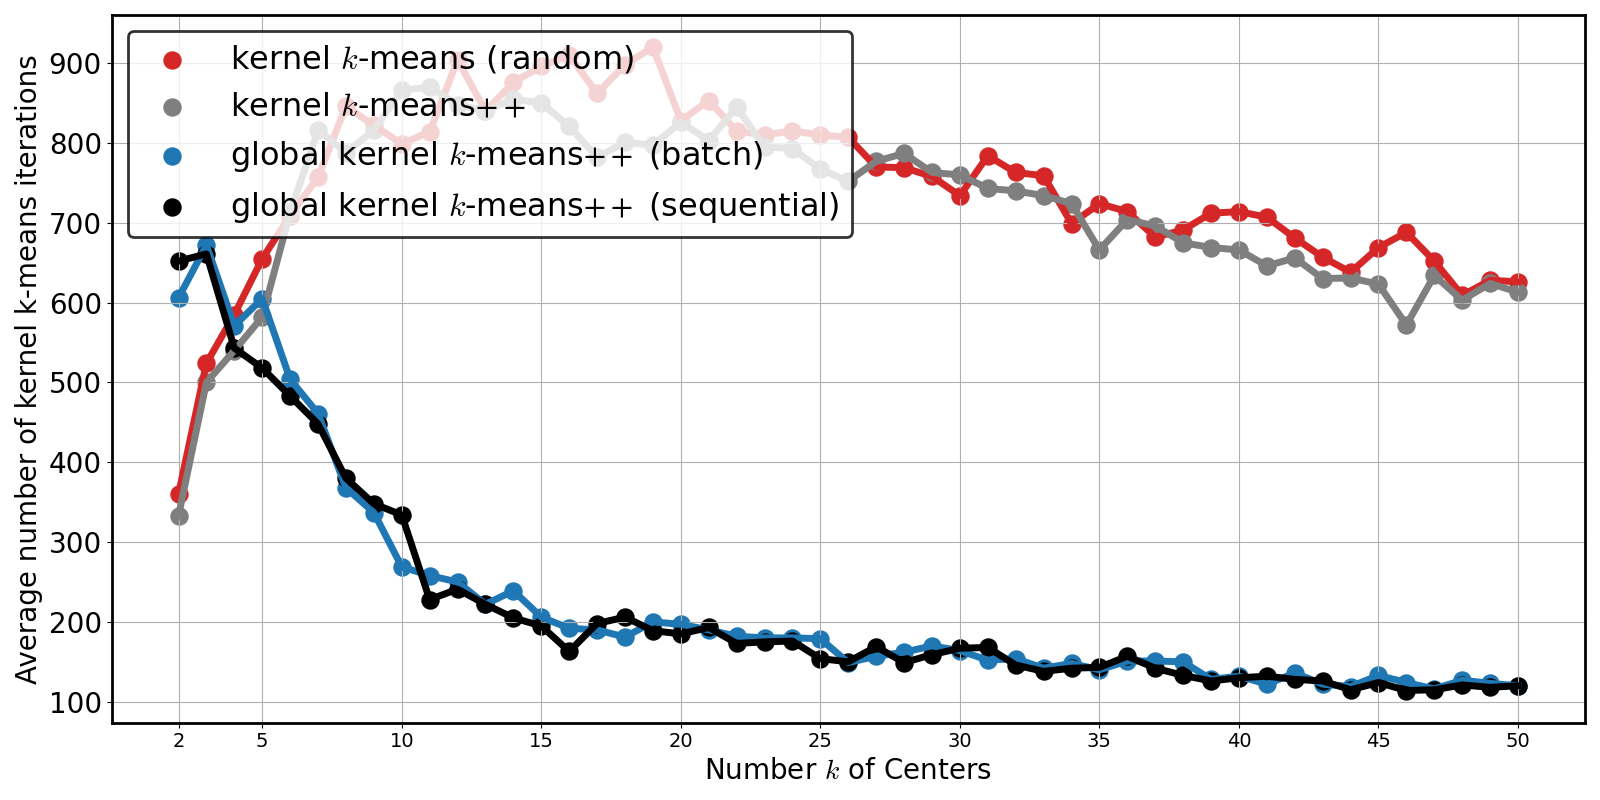 kernel k-means (random)
kernel k-means++
global kernel k-means++ (batch)
global kernel k-means++ (sequential)
Average number of kernel k-means iterations
900
800
700
600
500
400
300
200
100
2 5 10 15 20 25 30 35 40 45 50
Number k of Centers